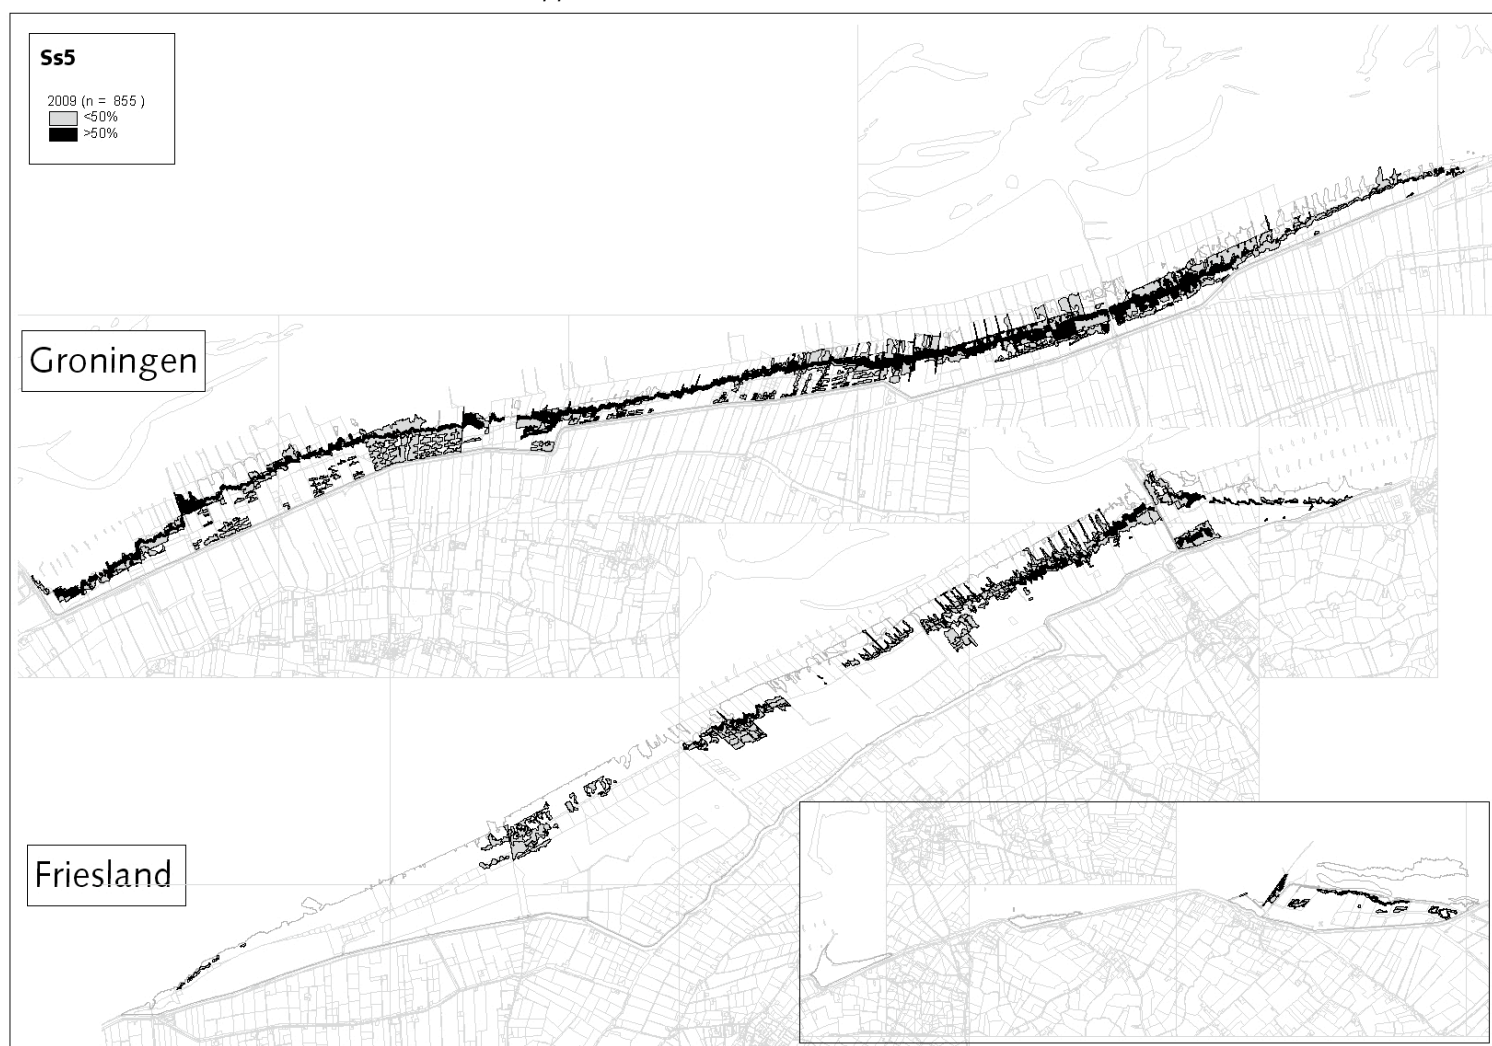 Ss5
2009 (n = 855 )
<50%
>50%
Groningen
Friesland